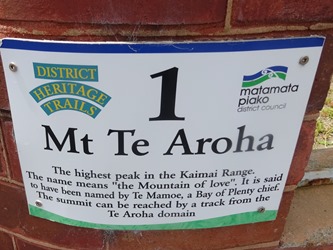 DISTRICT
HERITAGE
TRAILS
1
matamata
piako
district council
Mt Te Aroha
The highest peak in the Kaimai Range.
The name means "the Mountain of love". It is said
to have been named by Te Mamoe, a Bay of Plenty chief.
The summit can be reached by a track from the
Te Aroha domain